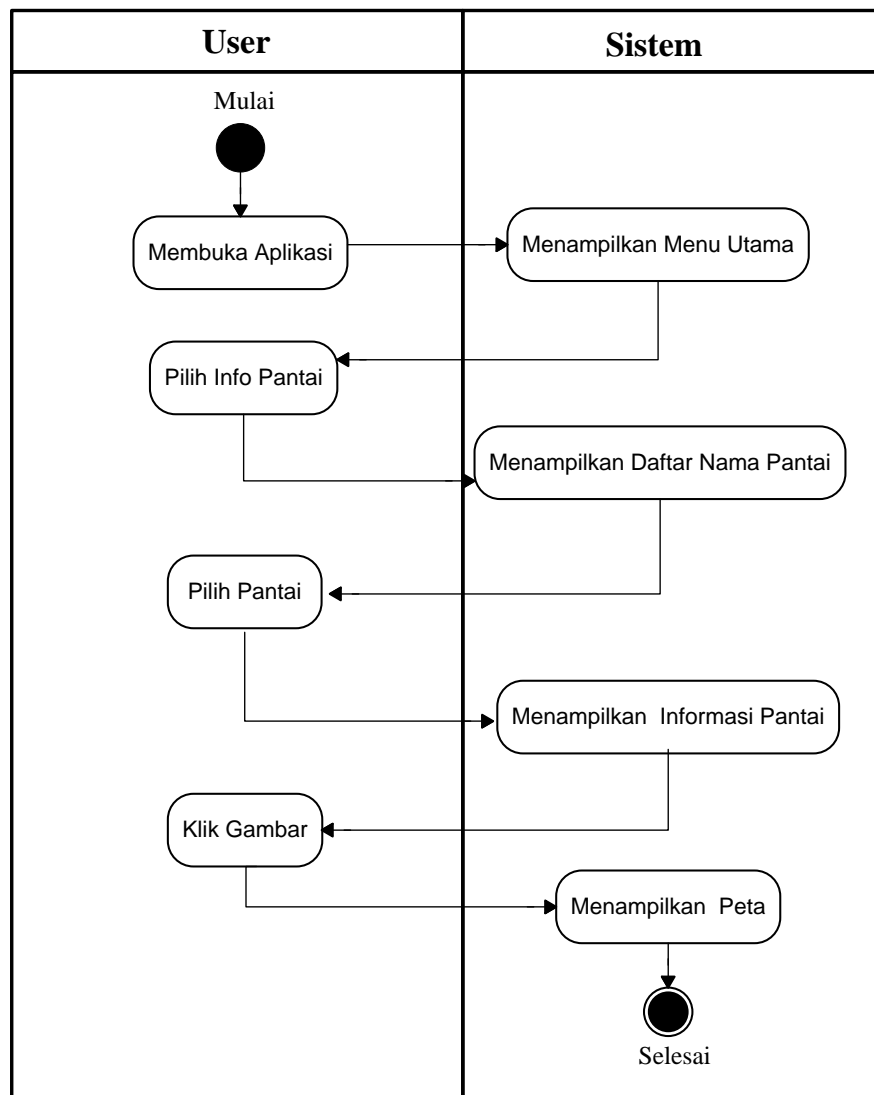 User
Sistem
Mulai
Membuka Aplikasi
Menampilkan Menu Utama
Pilih Info Pantai
Menampilkan Daftar Nama Pantai
Pilih Pantai
Menampilkan  Informasi Pantai
Klik Gambar
Menampilkan  Peta
Selesai